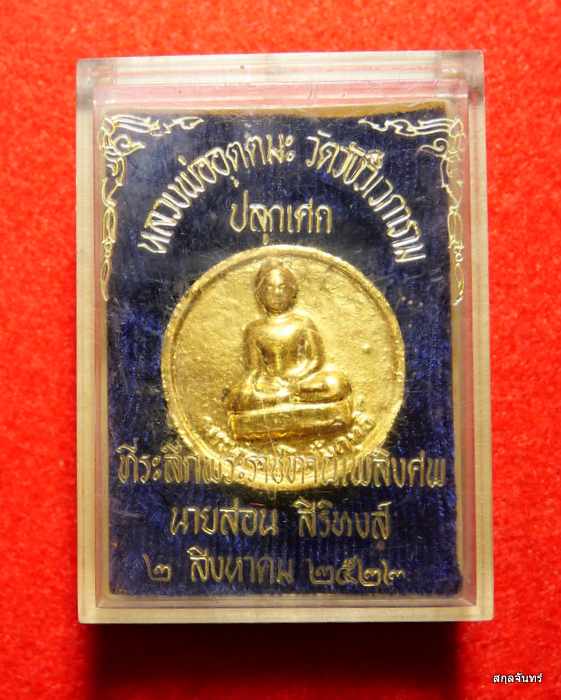 หลวงพ่ออุตตมะ วัดวังวิเวการาม
ปลุกเศก
ที่ระลึกพระราชทานเพลิงศพ
นายสอน สิริหงส์
๒ สิงหาคม ๒๕๒๓
สกุลจันทร์